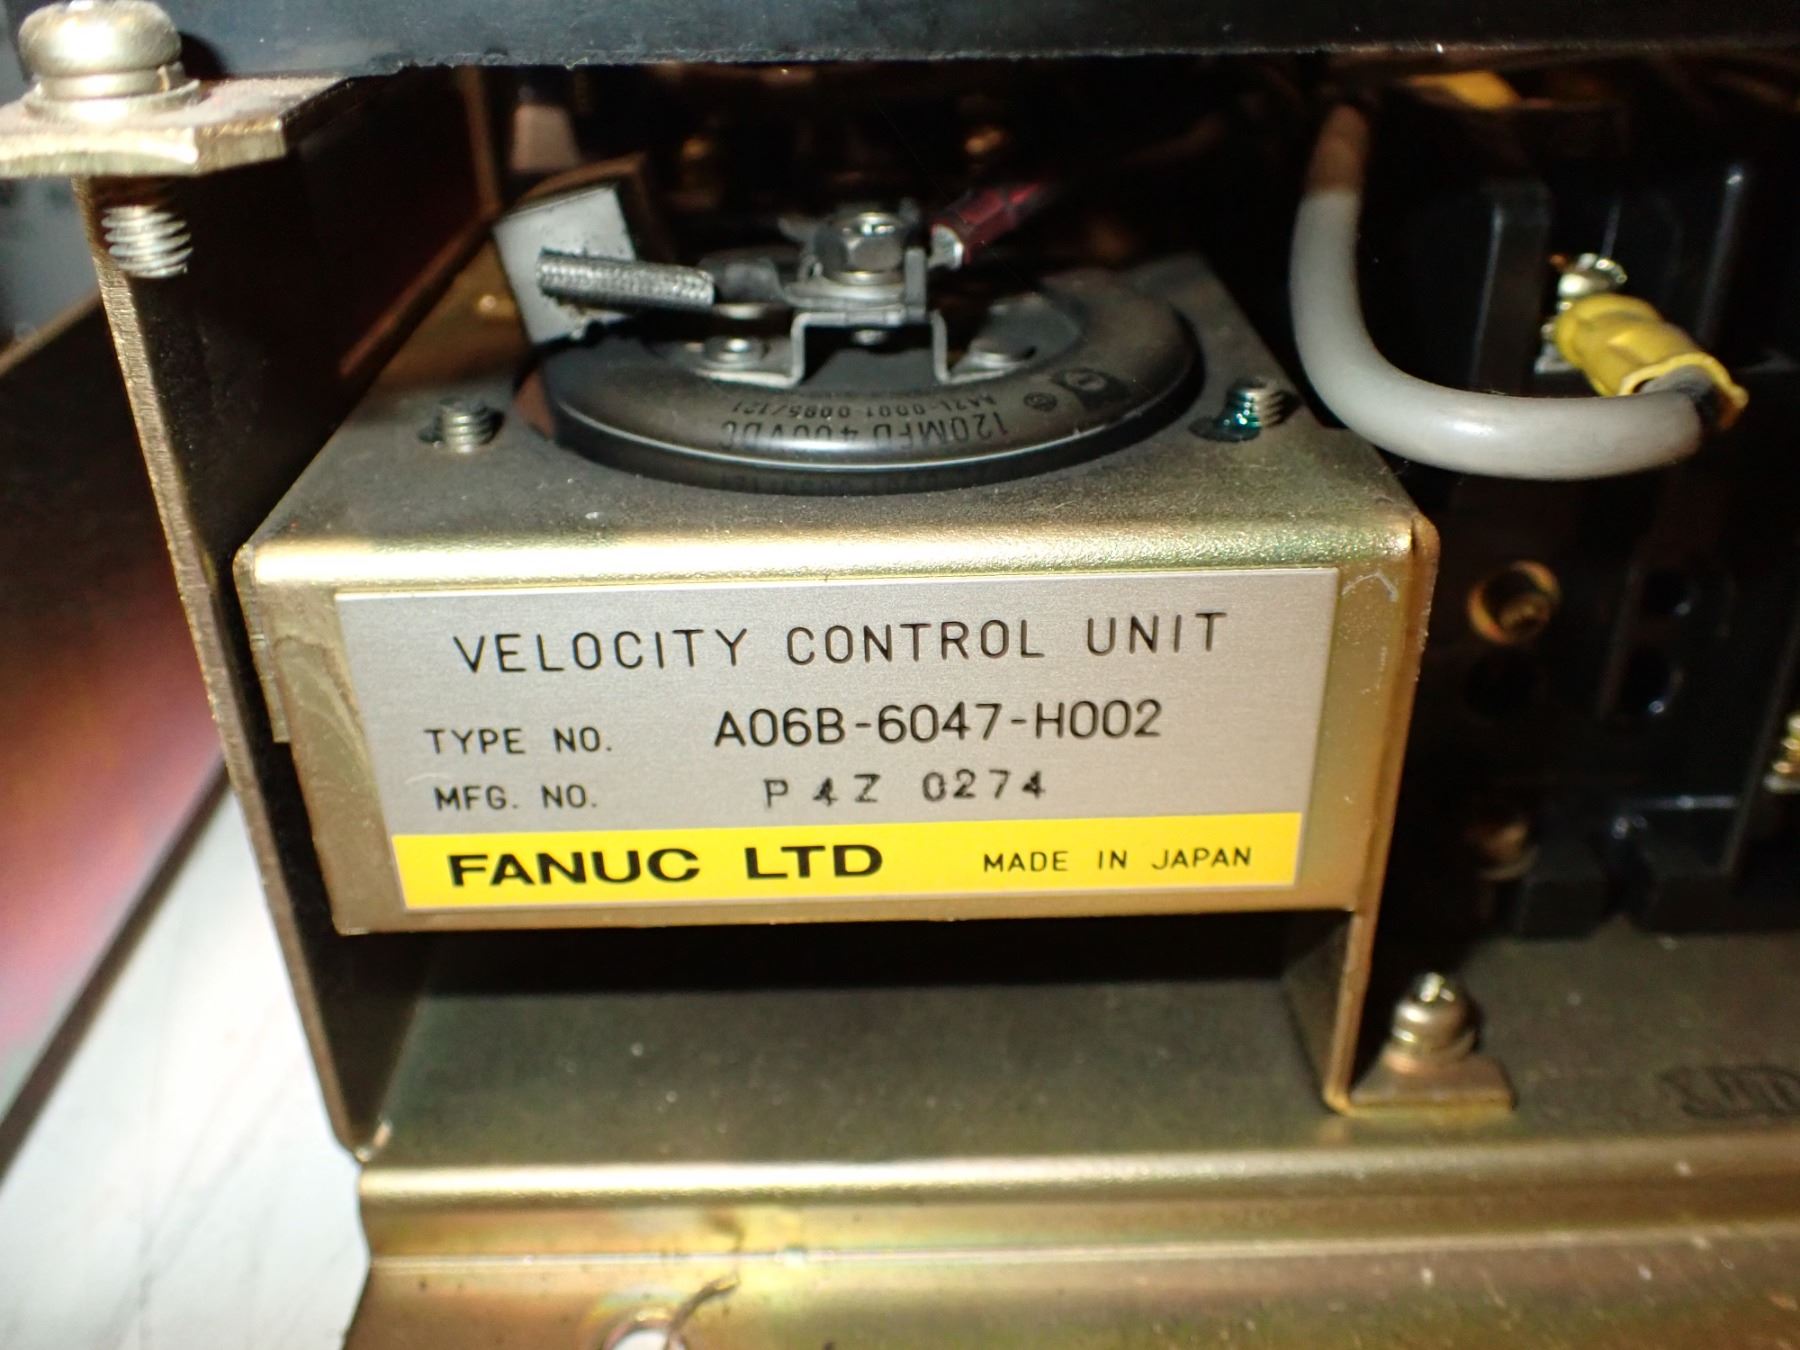 120MFD 400VDC
VELOCITY CONTROL UNIT
TYPE NO. A06B-6047-H002
MFG. NO. P4Z 0274
FANUC LTD MADE IN JAPAN